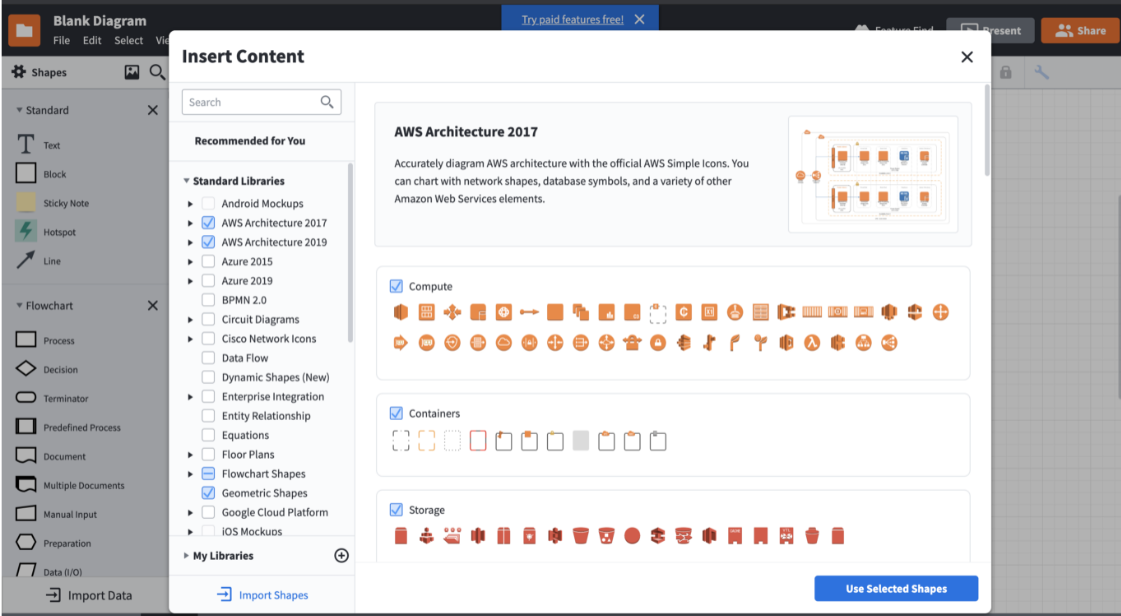 Blank Diagram
File Edit Select Vie
Try paid features free!
Feature Find
Present
Share
Shapes
Standard
Text
Block
Sticky Note
Hotspot
Line
Flowchart
Process
Decision
Terminator
Predefined Process
Document
Multiple Documents
Manual Input
Preparation
Data (I/O)
Import Data
Insert Content
Search
Recommended for You
Standard Libraries
Android Mockups
AWS Architecture 2017
AWS Architecture 2019
Azure 2015
Azure 2019
BPMN 2.0
Circuit Diagrams
Cisco Network Icons
Data Flow
Dynamic Shapes (New)
Enterprise Integration
Entity Relationship
Equations
Floor Plans
Flowchart Shapes
Geometric Shapes
Google Cloud Platform
iOS Mockups
My Libraries
Import Shapes
AWS Architecture 2017
Accurately diagram AWS architecture with the official AWS Simple Icons. You
can chart with network shapes, database symbols, and a variety of other
Amazon Web Services elements.
Compute
Containers
Storage
Use Selected Shapes